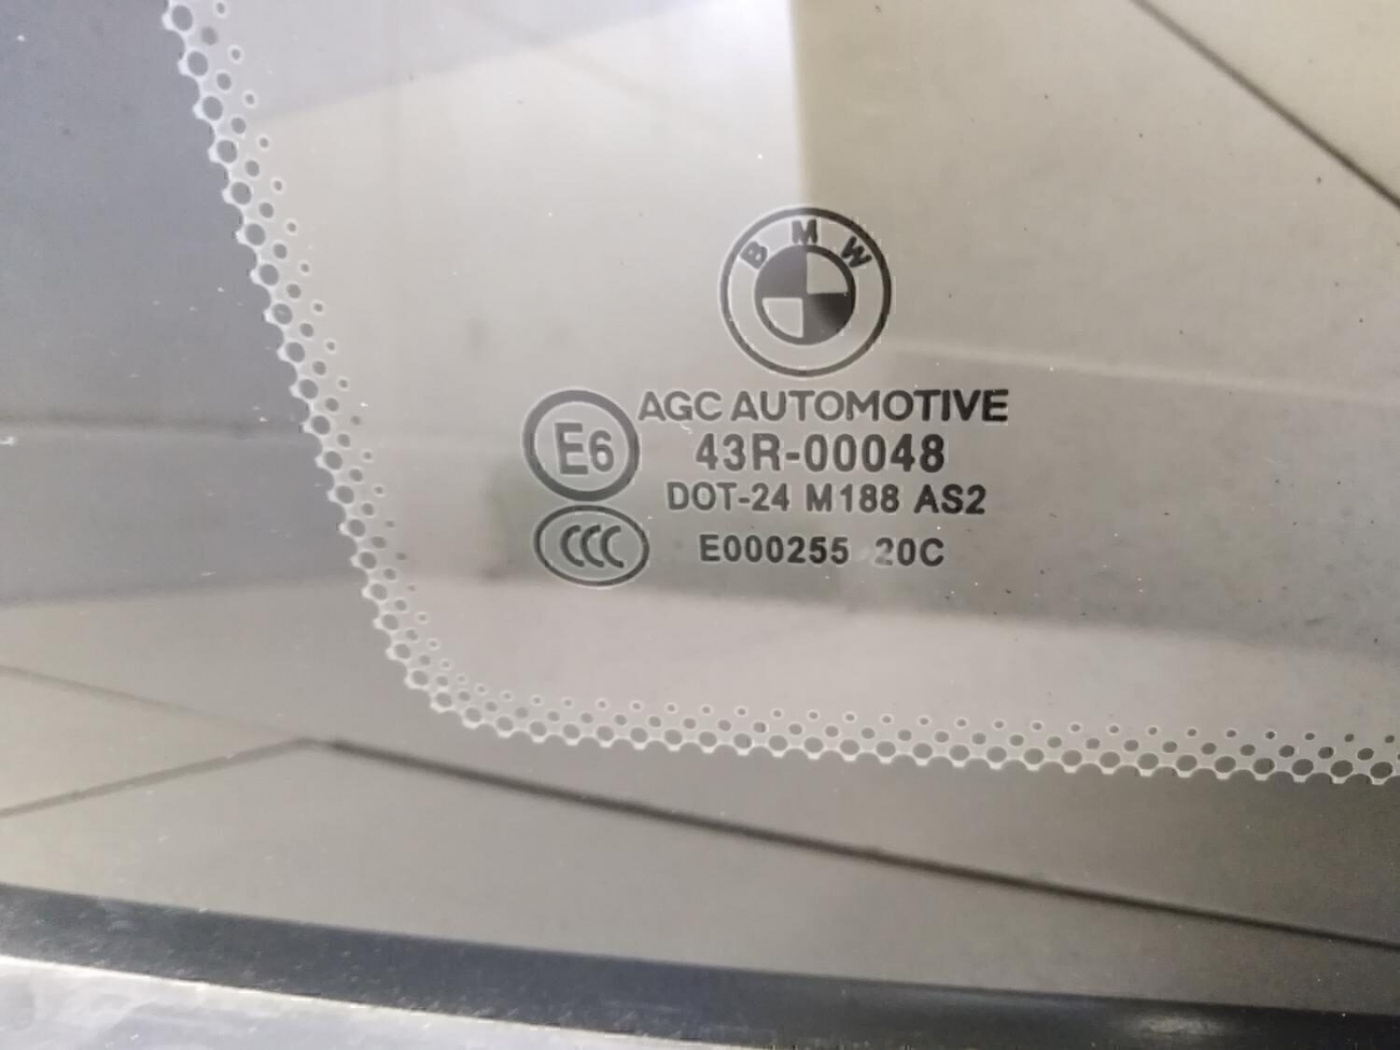 BMW
AGC AUTOMOTIVE
E6 43R-00048
DOT-24 M188 AS2
CCC E000255 20C